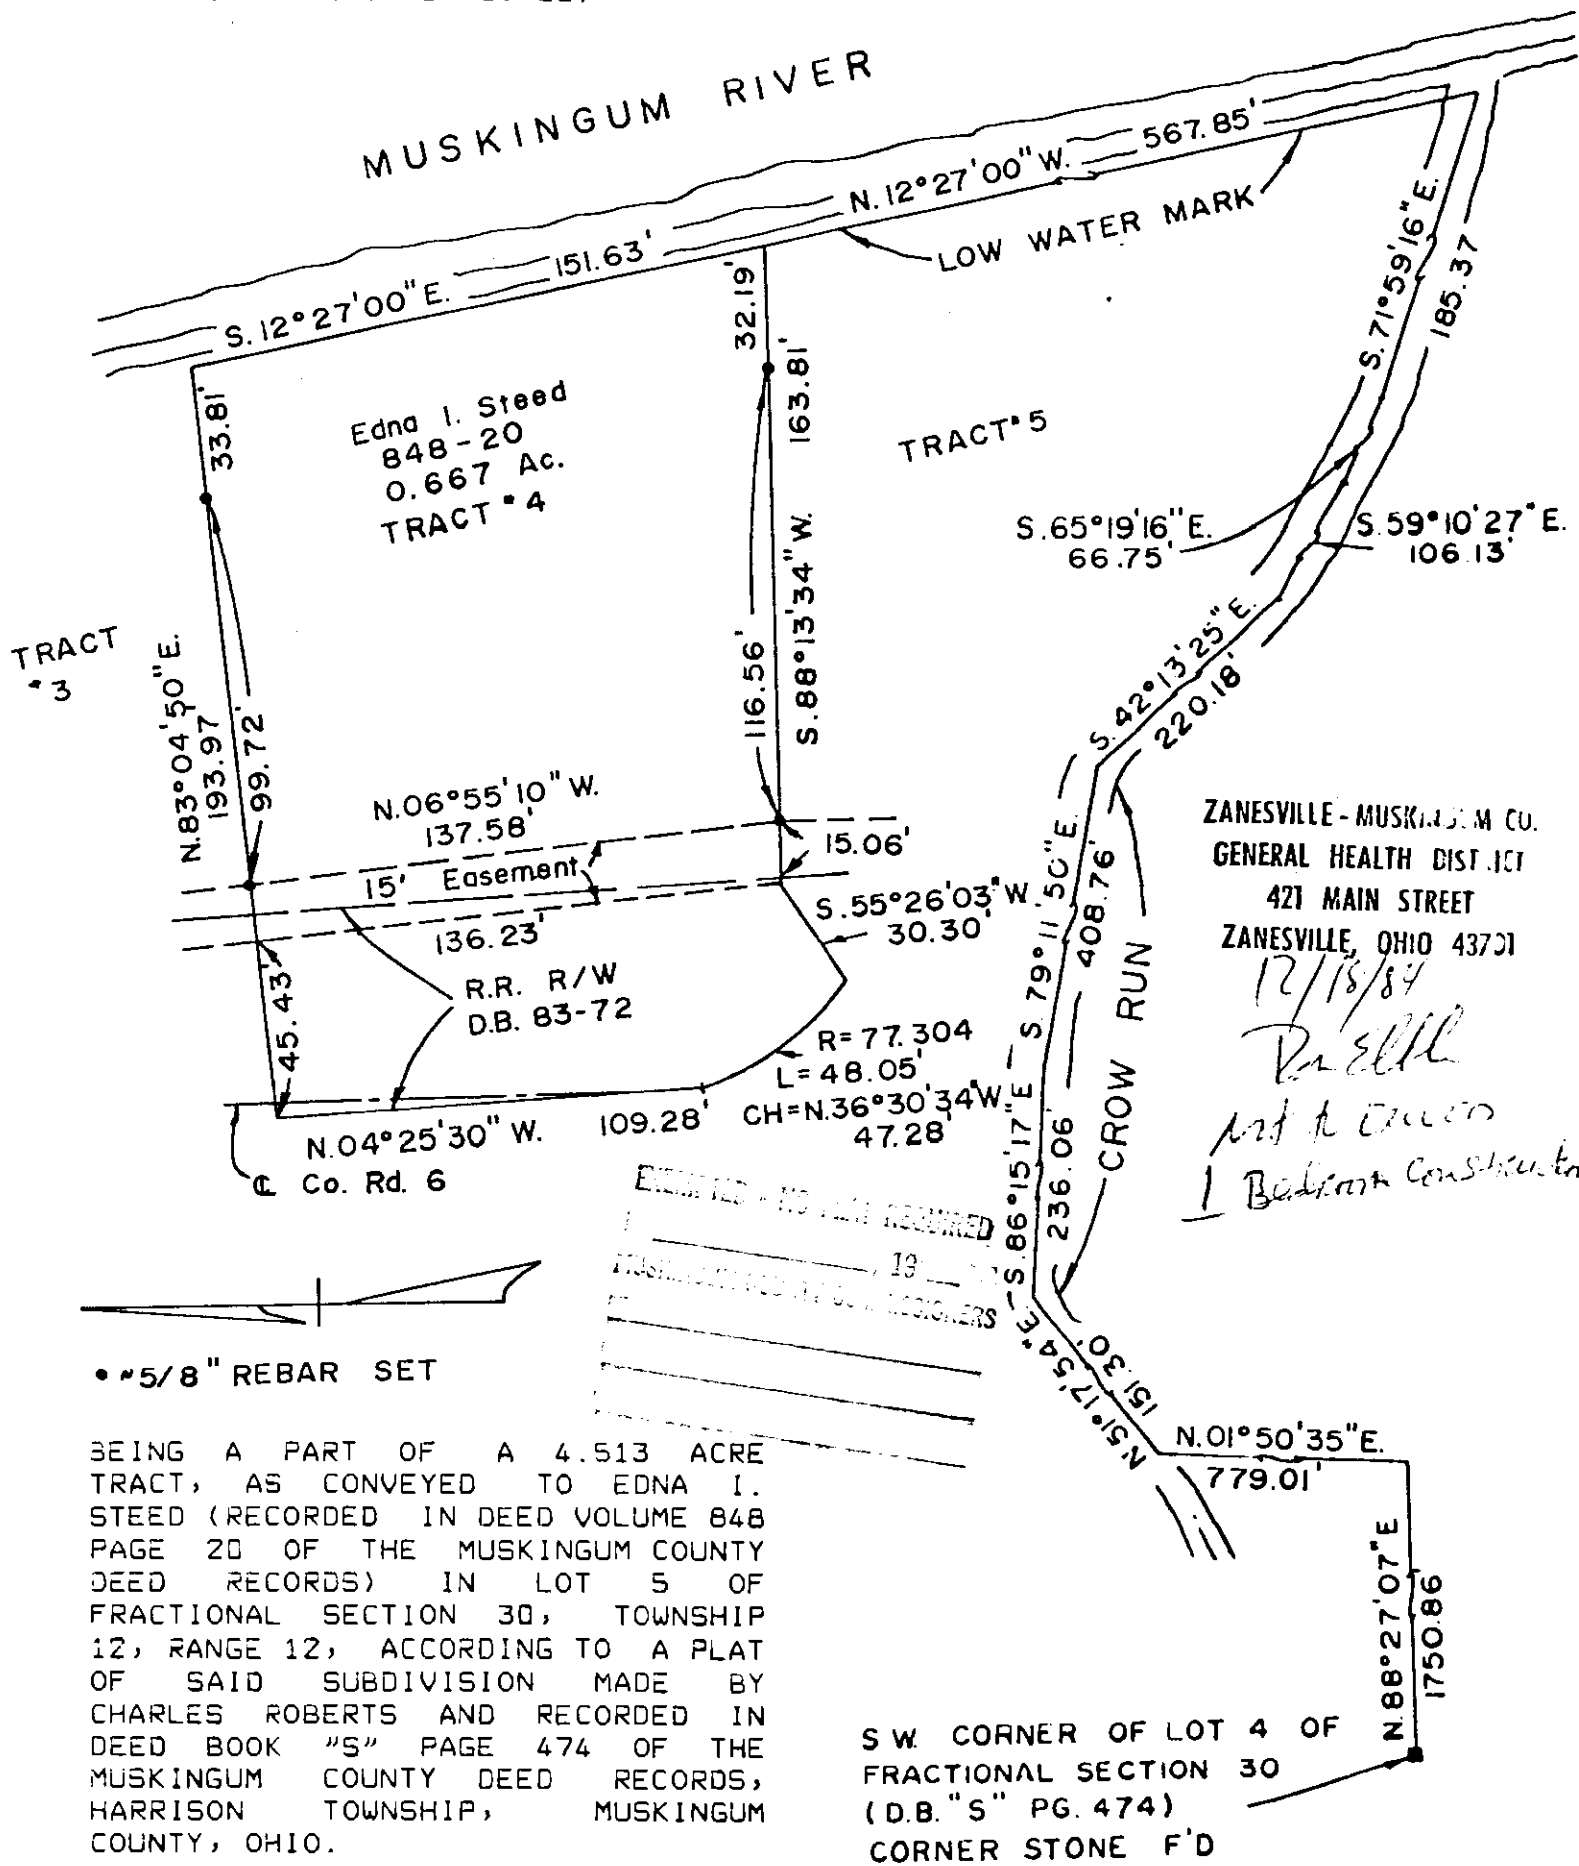 MUSKINGUM RIVER
567.85'
N.12°27'00"W.
LOW WATER MARK
151.63'
S.12°27'00"E.
S.71°59'16"E.
185.37
33.81'
32.19'
163.81'
Edna I. Steed
848-20
0.667 Ac.
TRACT #4
TRACT #5
S.65°19'16"E.
66.75'
S.59°10'27"E.
106.13'
S.88°13'34"W.
116.56'
TRACT
#3
N.83°04'50"E.
193.97
99.72'
S.42°13'25"E.
220.18'
N.06°55'10"W.
137.58'
15' Easement
15.06'
136.23'
S.55°26'03"W.
30.30'
R.R. R/W
D.B. 83-72
45.43'
R=77.304
L=48.05'
CH=N.36°30'34"W
47.28'
N.04°25'30"W.
109.28'
℄ Co. Rd. 6
S.79°11'50"E.
408.76'
CROW RUN
S.86°15'17"E
236.06'
ZANESVILLE-MUSKINGUM CO.
GENERAL HEALTH DISTRICT
421 MAIN STREET
ZANESVILLE, OHIO 43701
12/18/84
1 Bedroom Construction
EXEMPTED - NO PLAT REQUIRED
19
N.51°17'54"E
151.30'
N.01°50'35"E.
779.01'
N.88°27'07"E
1750.86
• ~5/8" REBAR SET
BEING A PART OF A 4.513 ACRE
TRACT, AS CONVEYED TO EDNA I.
STEED (RECORDED IN DEED VOLUME 848
PAGE 20 OF THE MUSKINGUM COUNTY
DEED RECORDS) IN LOT 5 OF
FRACTIONAL SECTION 30, TOWNSHIP
12, RANGE 12, ACCORDING TO A PLAT
OF SAID SUBDIVISION MADE BY
CHARLES ROBERTS AND RECORDED IN
DEED BOOK "S" PAGE 474 OF THE
MUSKINGUM COUNTY DEED RECORDS,
HARRISON TOWNSHIP, MUSKINGUM
COUNTY, OHIO.
S W. CORNER OF LOT 4 OF
FRACTIONAL SECTION 30
(D.B. "S" PG. 474)
CORNER STONE F'D